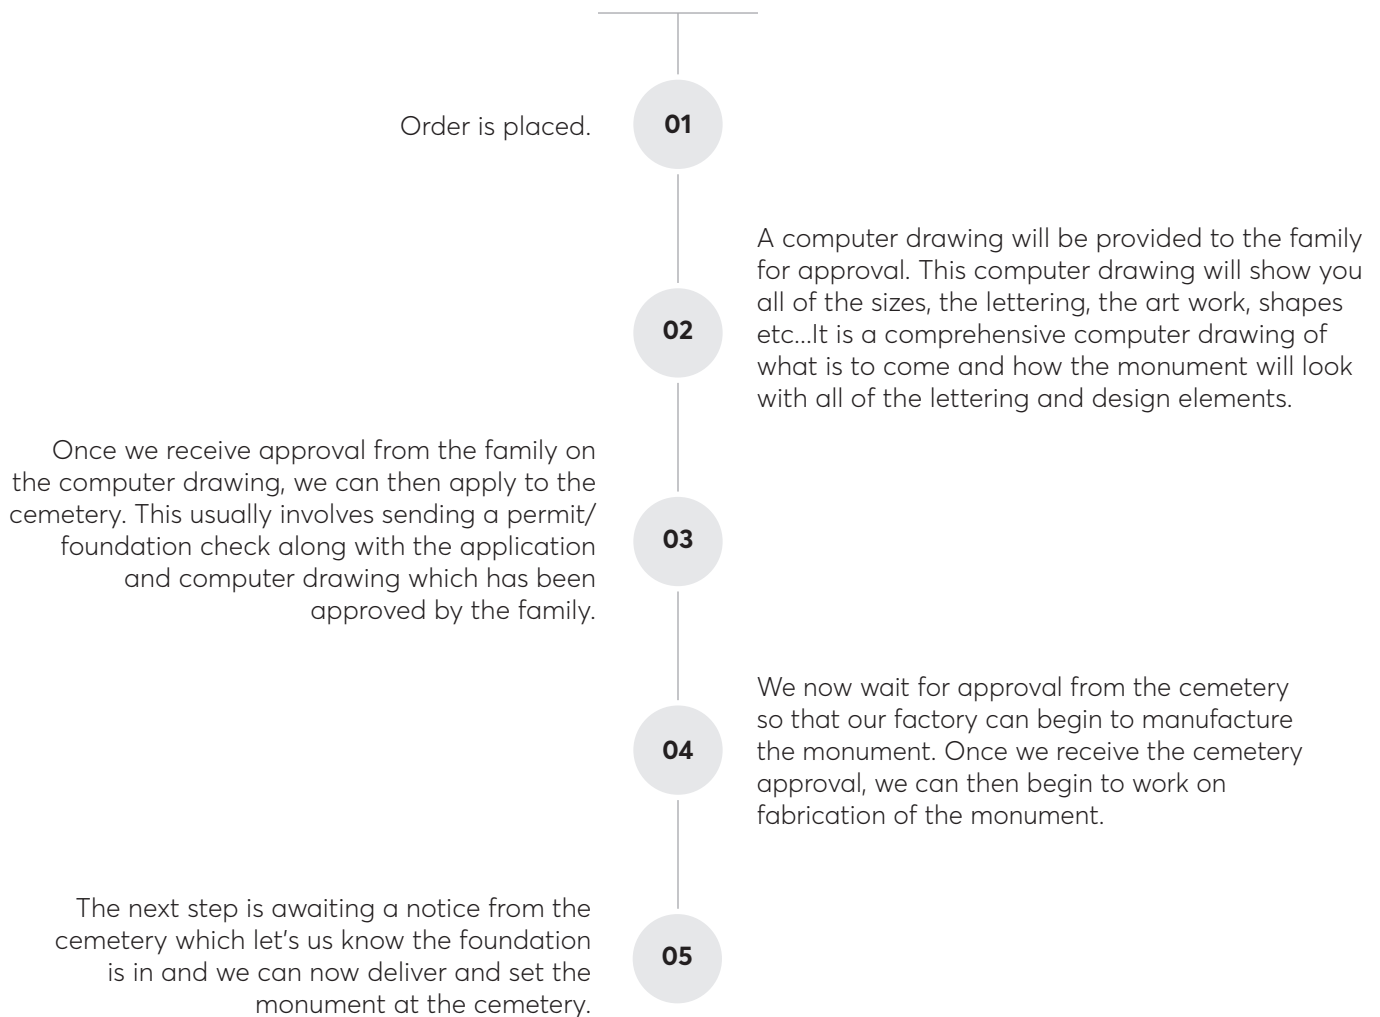 01
Order is placed.
02
A computer drawing will be provided to the family
for approval. This computer drawing will show you
all of the sizes, the lettering, the art work, shapes
etc...It is a comprehensive computer drawing of
what is to come and how the monument will look
with all of the lettering and design elements.
03
Once we receive approval from the family on
the computer drawing, we can then apply to the
cemetery. This usually involves sending a permit/
foundation check along with the application
and computer drawing which has been
approved by the family.
04
We now wait for approval from the cemetery
so that our factory can begin to manufacture
the monument. Once we receive the cemetery
approval, we can then begin to work on
fabrication of the monument.
05
The next step is awaiting a notice from the
cemetery which let's us know the foundation
is in and we can now deliver and set the
monument at the cemetery.